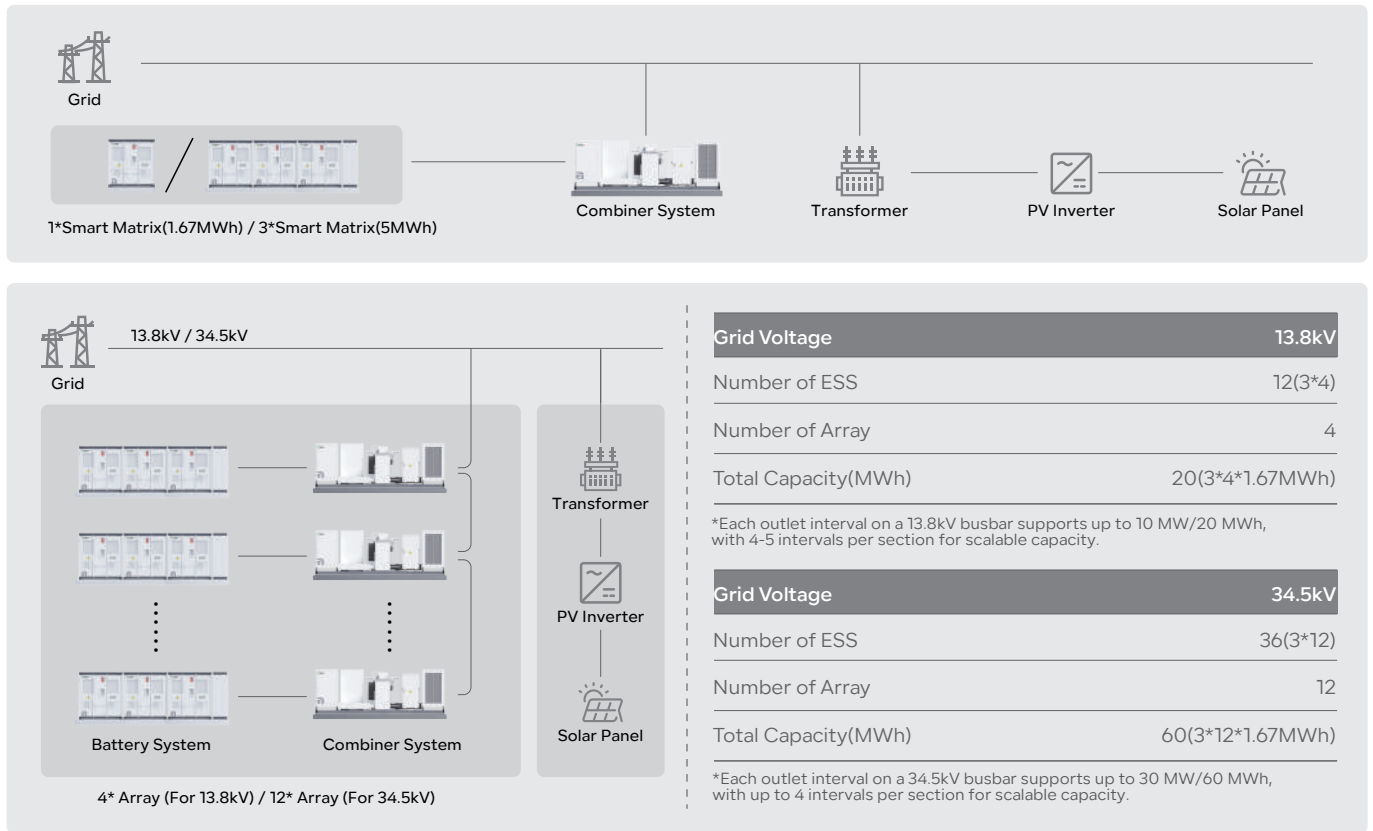 Grid
1*Smart Matrix(1.67MWh) / 3*Smart Matrix(5MWh)
Combiner System
Transformer
PV Inverter
Solar Panel
13.8kV / 34.5kV
Grid
Transformer
PV Inverter
Solar Panel
Battery System
Combiner System
4* Array (For 13.8kV) / 12* Array (For 34.5kV)
Grid Voltage 13.8kV
Number of ESS 12(3*4)
Number of Array 4
Total Capacity(MWh) 20(3*4*1.67MWh)
*Each outlet interval on a 13.8kV busbar supports up to 10 MW/20 MWh,
with 4-5 intervals per section for scalable capacity.
Grid Voltage 34.5kV
Number of ESS 36(3*12)
Number of Array 12
Total Capacity(MWh) 60(3*12*1.67MWh)
*Each outlet interval on a 34.5kV busbar supports up to 30 MW/60 MWh,
with up to 4 intervals per section for scalable capacity.